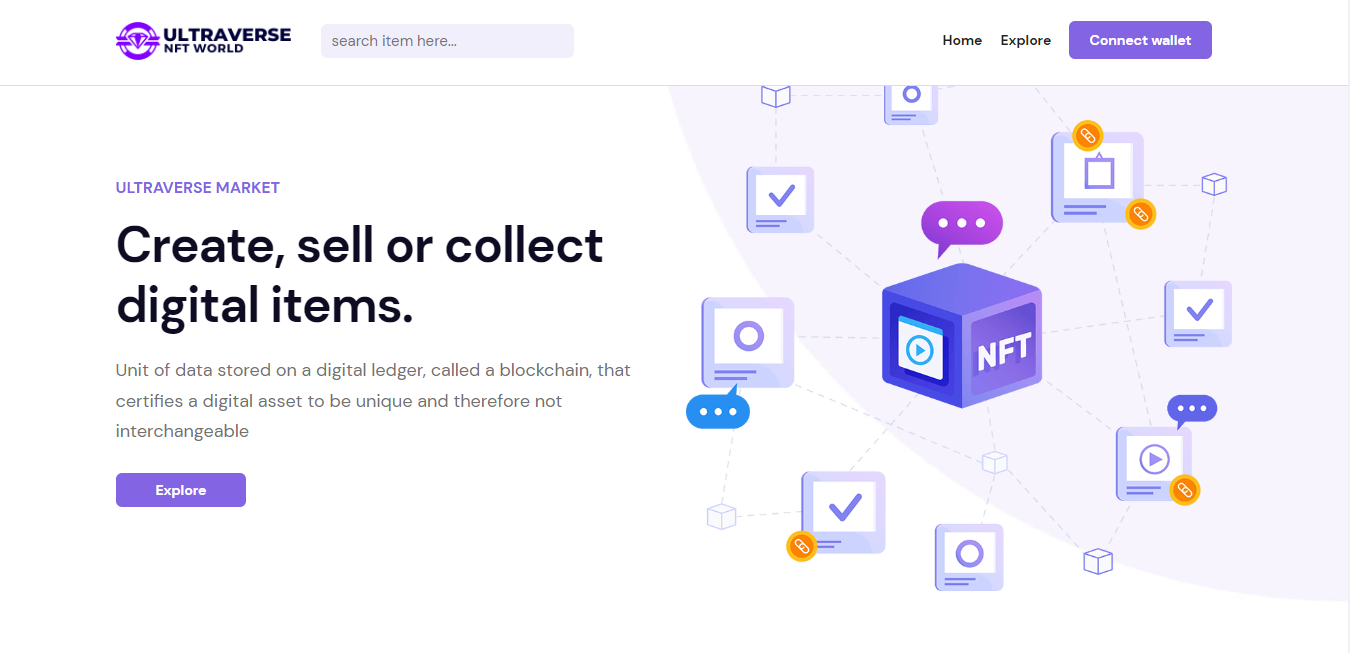 ULTRAVERSE
NFT WORLD
search item here...
Home
Explore
Connect wallet
ULTRAVERSE MARKET
Create, sell or collect
digital items.
Unit of data stored on a digital ledger, called a blockchain, that
certifies a digital asset to be unique and therefore not
interchangeable
Explore
NFT